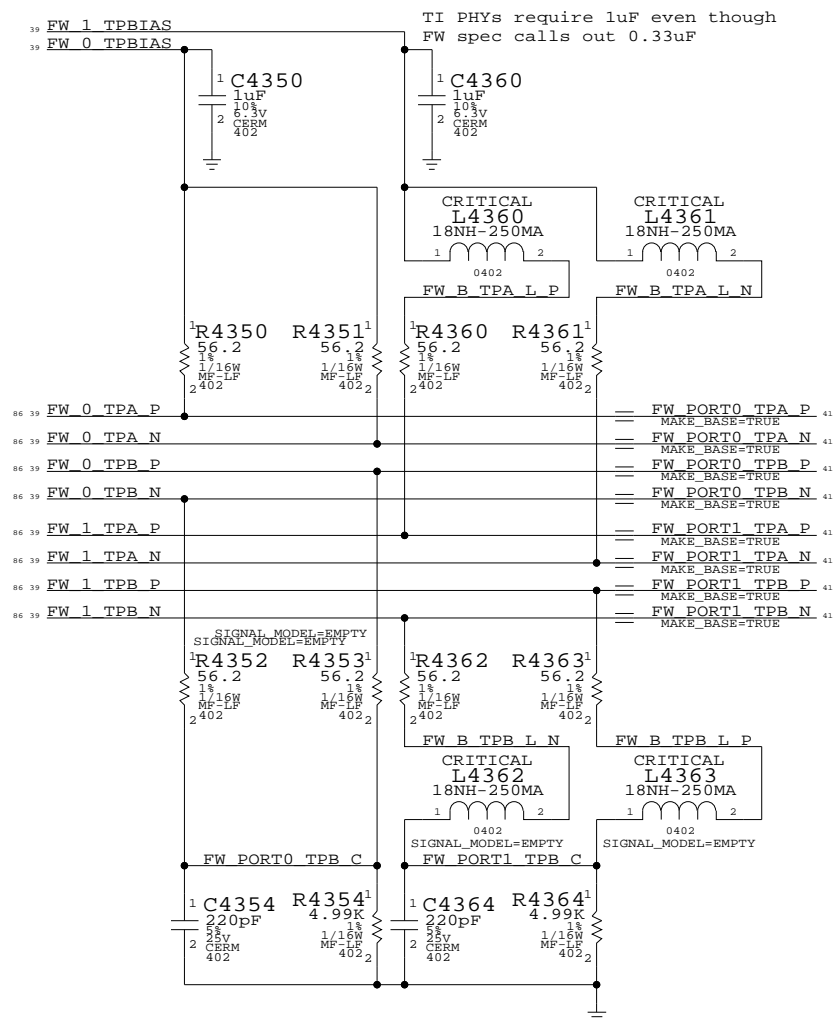 TI PHYs require 1uF even though
FW spec calls out 0.33uF
39 FW_1_TPBIAS
39 FW_0_TPBIAS
1 C4350
1uF
10%
6.3V
2 CERM
402
1 C4360
1uF
10%
6.3V
2 CERM
402
CRITICAL
L4360
18NH-250MA
1 2
0402
FW_B_TPA_L_P
CRITICAL
L4361
18NH-250MA
1 2
0402
FW_B_TPA_L_N
1 R4350
56.2
1%
1/16W
MF-LF
2 402
R4351 1
56.2
1%
1/16W
MF-LF
402 2
1 R4360
56.2
1%
1/16W
MF-LF
2 402
R4361 1
56.2
1%
1/16W
MF-LF
402 2
86 39 FW_0_TPA_P FW_PORT0_TPA_P 41
MAKE_BASE=TRUE
86 39 FW_0_TPA_N FW_PORT0_TPA_N 41
MAKE_BASE=TRUE
86 39 FW_0_TPB_P FW_PORT0_TPB_P 41
MAKE_BASE=TRUE
86 39 FW_0_TPB_N FW_PORT0_TPB_N 41
MAKE_BASE=TRUE
86 39 FW_1_TPA_P FW_PORT1_TPA_P 41
MAKE_BASE=TRUE
86 39 FW_1_TPA_N FW_PORT1_TPA_N 41
MAKE_BASE=TRUE
86 39 FW_1_TPB_P FW_PORT1_TPB_P 41
MAKE_BASE=TRUE
86 39 FW_1_TPB_N FW_PORT1_TPB_N 41
MAKE_BASE=TRUE
SIGNAL_MODEL=EMPTY
SIGNAL_MODEL=EMPTY
1 R4352
56.2
1%
1/16W
MF-LF
2 402
R4353 1
56.2
1%
1/16W
MF-LF
402 2
1 R4362
56.2
1%
1/16W
MF-LF
2 402
R4363 1
56.2
1%
1/16W
MF-LF
402 2
FW_B_TPB_L_N
CRITICAL
L4362
18NH-250MA
1 2
0402
SIGNAL_MODEL=EMPTY
FW_B_TPB_L_P
CRITICAL
L4363
18NH-250MA
1 2
0402
SIGNAL_MODEL=EMPTY
FW_PORT0_TPB_C
FW_PORT1_TPB_C
1 C4354
220pF
5%
25V
2 CERM
402
R4354 1
4.99K
1%
1/16W
MF-LF
402 2
1 C4364
220pF
5%
25V
2 CERM
402
R4364 1
4.99K
1%
1/16W
MF-LF
402 2